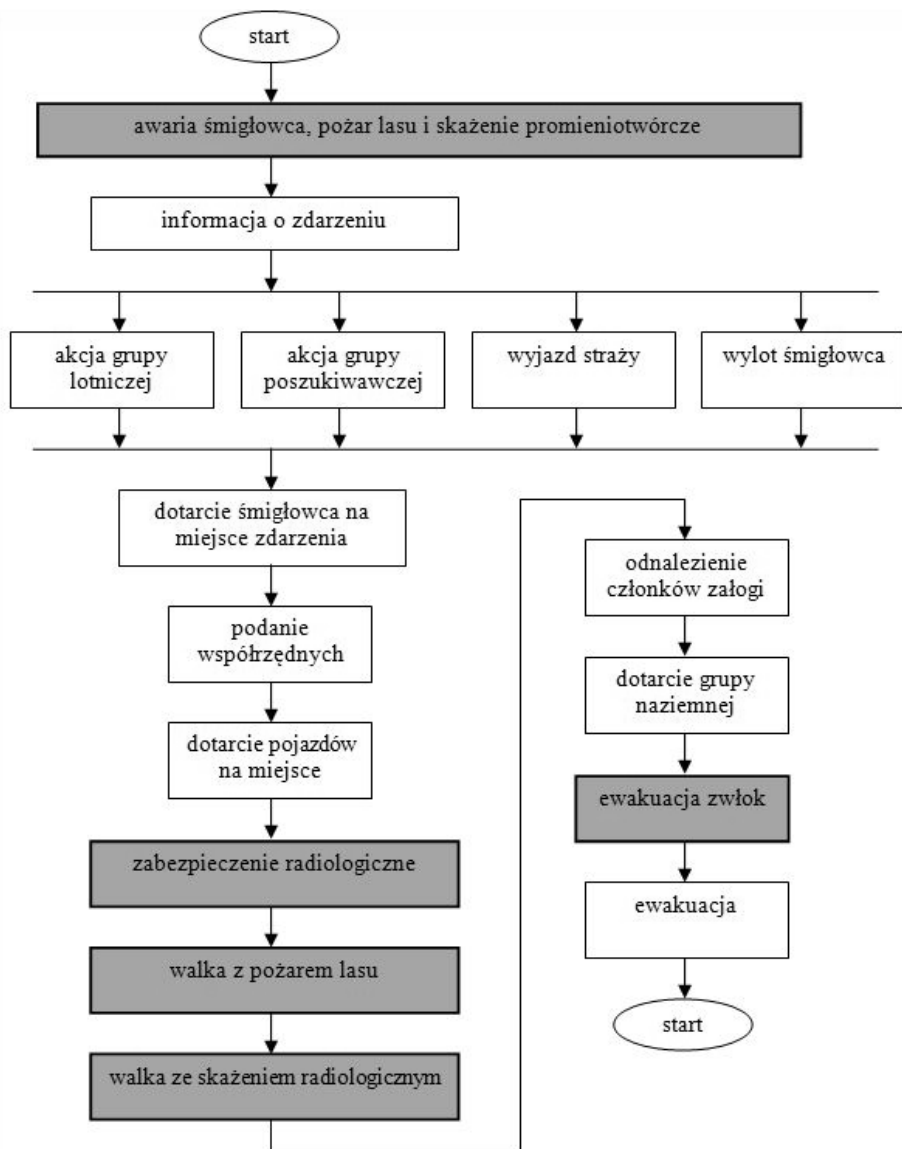 start
awaria śmigłowca, pożar lasu i skażenie promieniotwórcze
informacja o zdarzeniu
akcja grupy
lotniczej
akcja grupy
poszukiwawczej
wyjazd straży
wylot śmigłowca
dotarcie śmigłowca na
miejsce zdarzenia
podanie
współrzędnych
dotarcie pojazdów
na miejsce
zabezpieczenie radiologiczne
walka z pożarem lasu
walka ze skażeniem radiologicznym
odnalezienie
członków załogi
dotarcie grupy
naziemnej
ewakuacja zwłok
ewakuacja
start